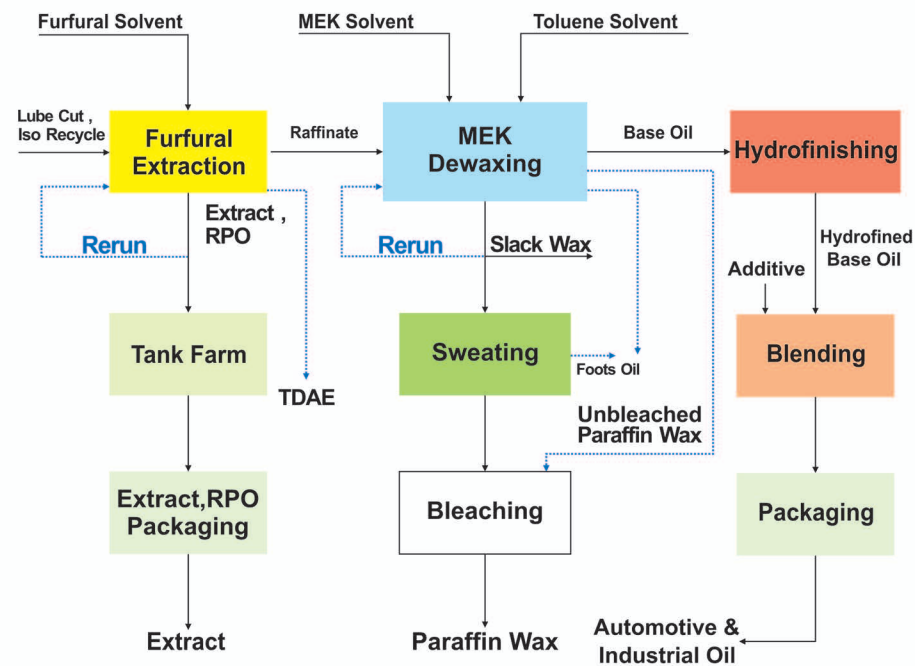 Furfural Solvent
MEK Solvent
Toluene Solvent
Lube Cut ,
Iso Recycle
Furfural
Extraction
Raffinate
MEK
Dewaxing
Base Oil
Hydrofinishing
Extract ,
RPO
Rerun
Rerun
Slack Wax
Hydrofined
Base Oil
Additive
Tank Farm
TDAE
Sweating
Foots Oil
Blending
Unbleached
Paraffin Wax
Extract,RPO
Packaging
Bleaching
Packaging
Extract
Paraffin Wax
Automotive &
Industrial Oil